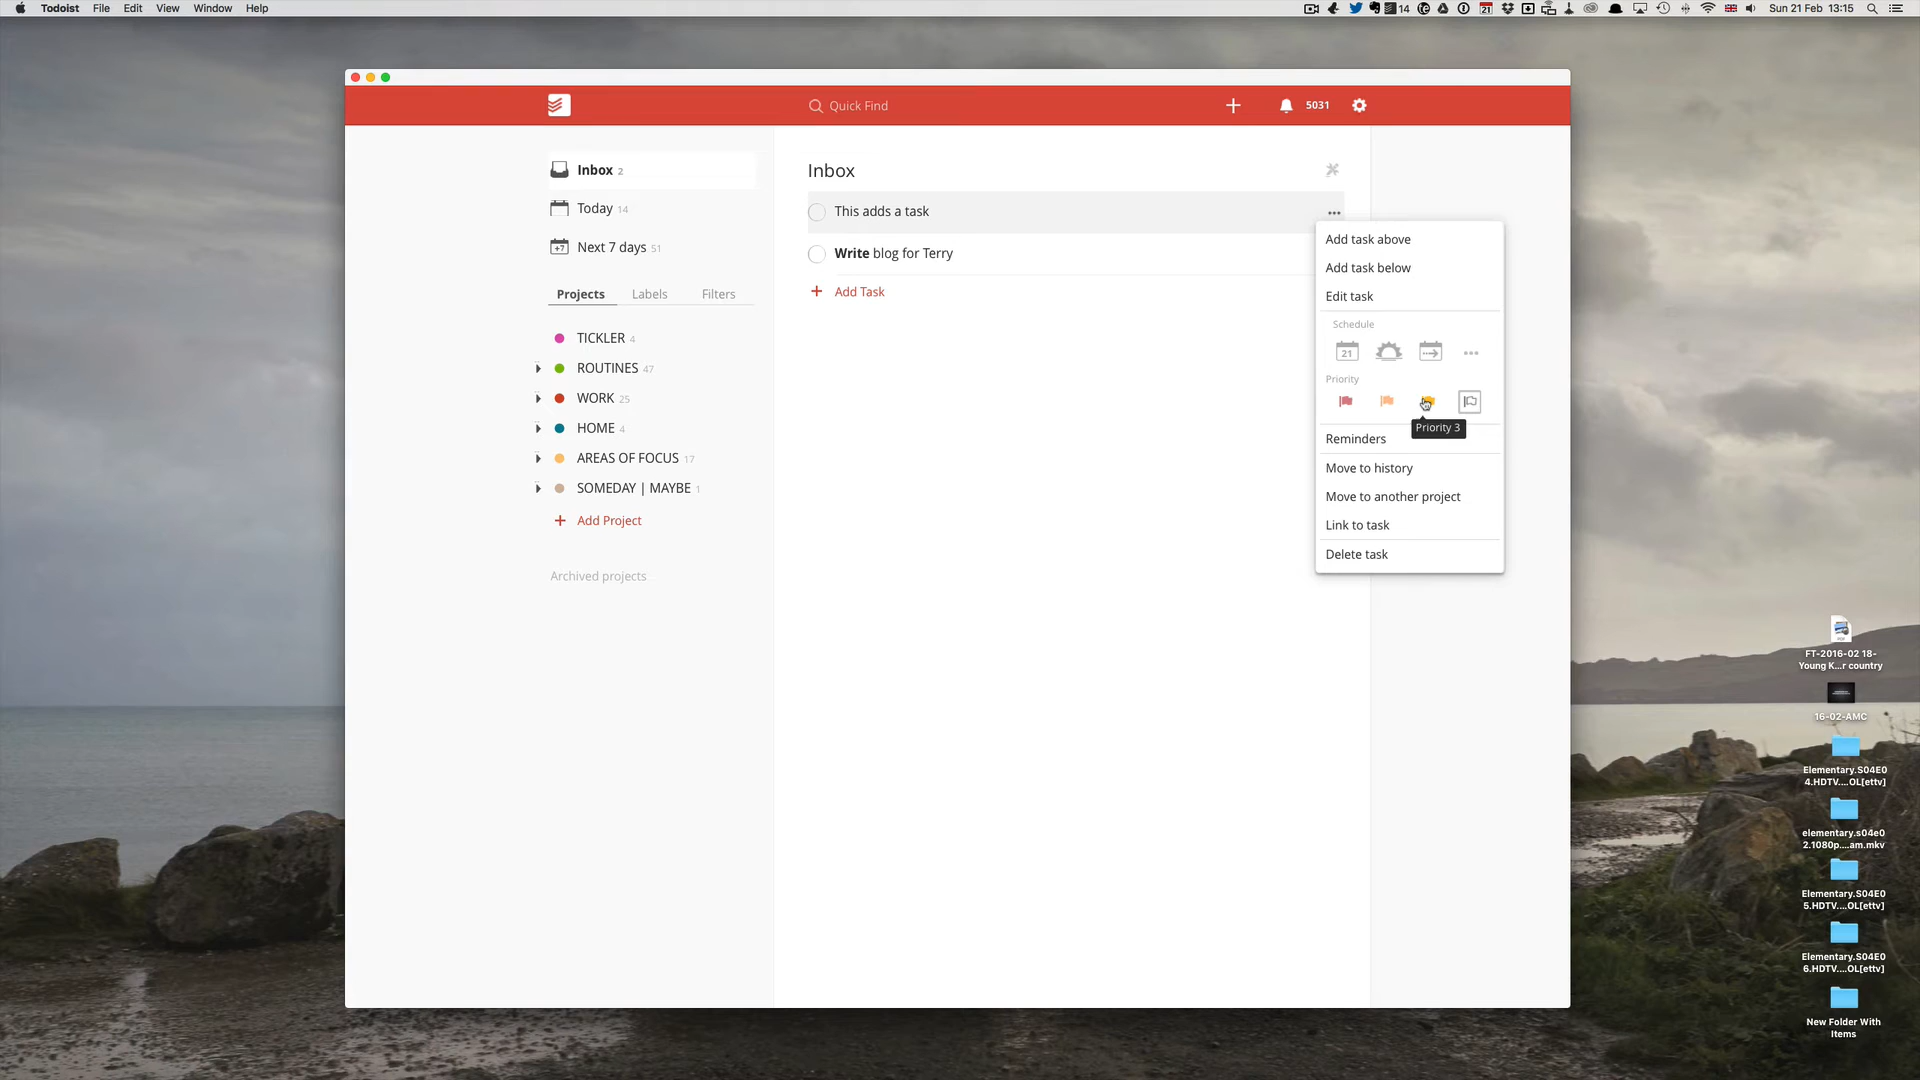 Todoist File Edit View Window Help
14
21
Sun 21 Feb 13:15
Quick Find
5031
Inbox 2
Today 14
+7 Next 7 days 51
Projects Labels Filters
TICKLER 4
ROUTINES 47
WORK 25
HOME 4
AREAS OF FOCUS 17
SOMEDAY | MAYBE 1
+ Add Project
Archived projects
Inbox
This adds a task
Write blog for Terry
+ Add Task
Add task above
Add task below
Edit task
Schedule
21
Priority
Priority 3
Reminders
Move to history
Move to another project
Link to task
Delete task
FT-2016-02 18-
Young K...r country
16-02-AMC
Elementary.S04E0
4.HDTV....OL[ettv]
elementary.s04e0
2.1080p....am.mkv
Elementary.S04E0
5.HDTV....OL[ettv]
Elementary.S04E0
6.HDTV....OL[ettv]
New Folder With
Items